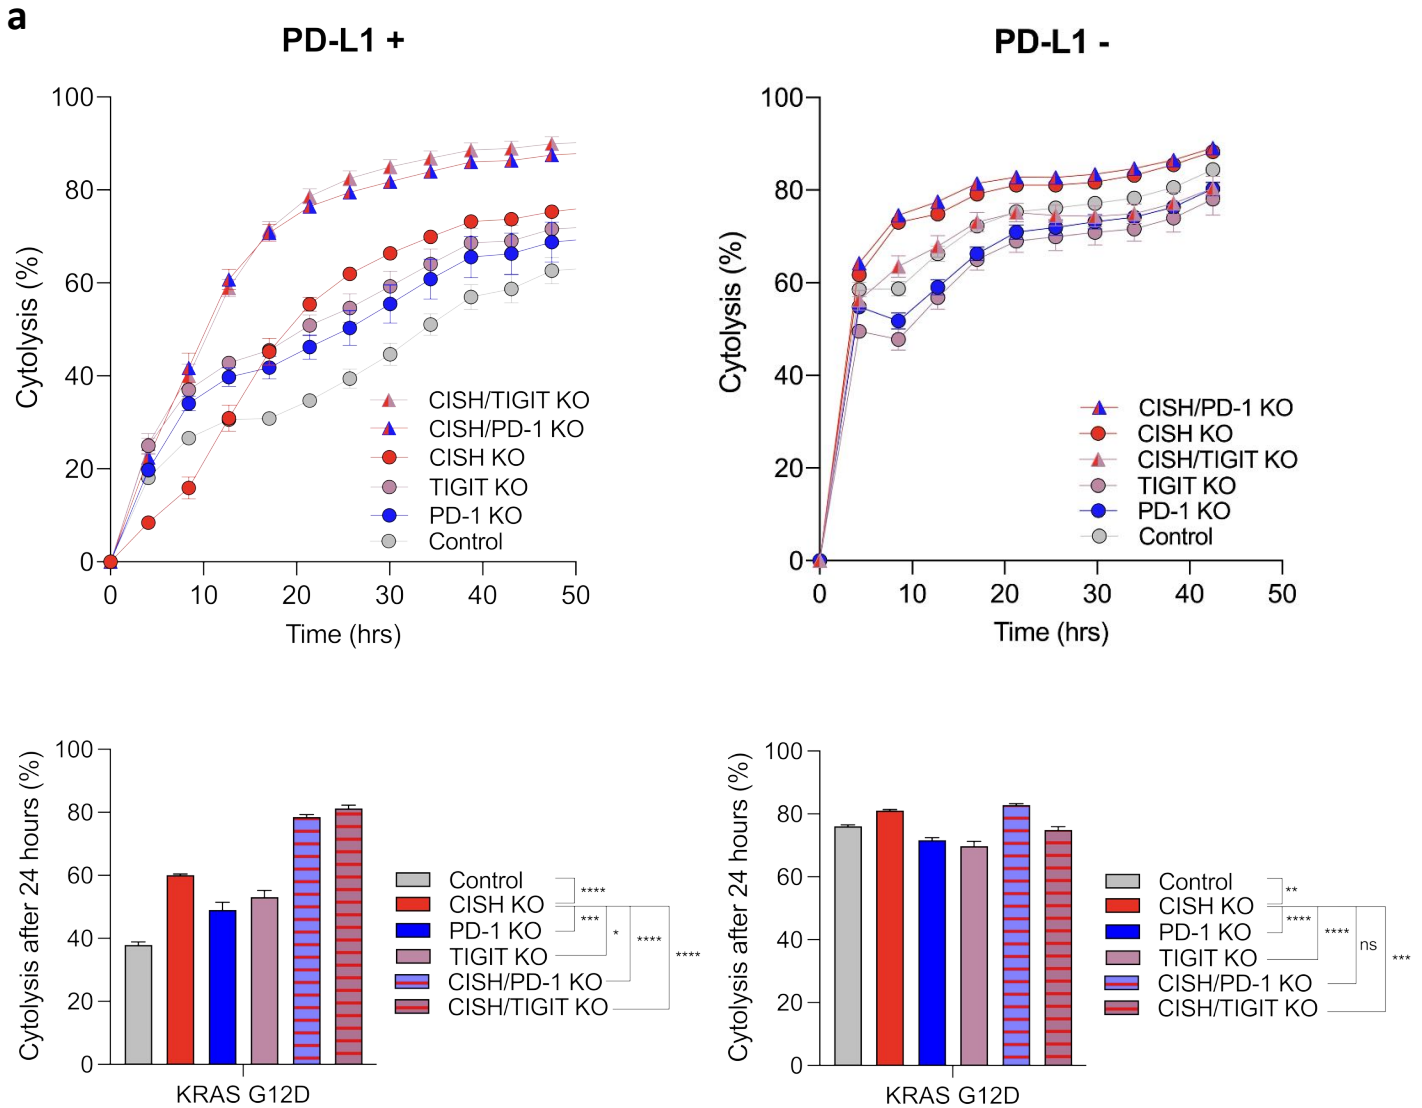 a
PD-L1 +
Cytolysis (%)
100
80
60
40
20
0
0 10 20 30 40 50
Time (hrs)
CISH/TIGIT KO
CISH/PD-1 KO
CISH KO
TIGIT KO
PD-1 KO
Control
PD-L1 -
Cytolysis (%)
100
80
60
40
20
0
0 10 20 30 40 50
Time (hrs)
CISH/PD-1 KO
CISH KO
CISH/TIGIT KO
TIGIT KO
PD-1 KO
Control
Cytolysis after 24 hours (%)
100
80
60
40
20
0
KRAS G12D
Control
CISH KO
PD-1 KO
TIGIT KO
CISH/PD-1 KO
CISH/TIGIT KO
****
***
*
****
****
Cytolysis after 24 hours (%)
100
80
60
40
20
0
KRAS G12D
Control
CISH KO
PD-1 KO
TIGIT KO
CISH/PD-1 KO
CISH/TIGIT KO
**
****
****
ns
***